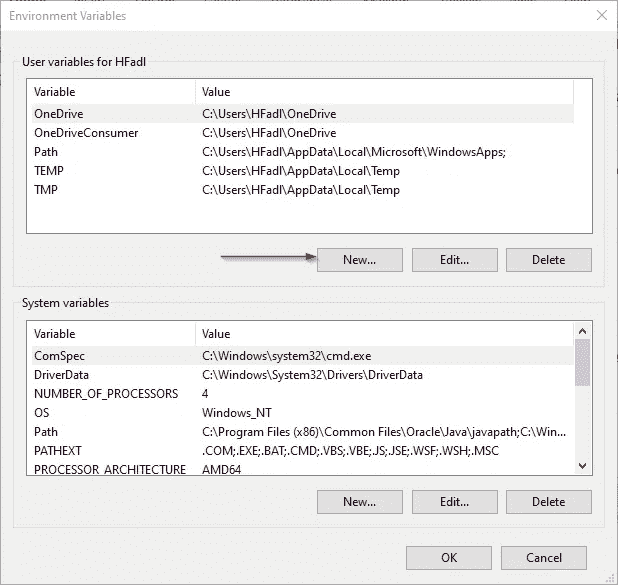 Environment Variables
User variables for HFadl
Variable Value
OneDrive C:\Users\HFadl\OneDrive
OneDriveConsumer C:\Users\HFadl\OneDrive
Path C:\Users\HFadl\AppData\Local\Microsoft\WindowsApps;
TEMP C:\Users\HFadl\AppData\Local\Temp
TMP C:\Users\HFadl\AppData\Local\Temp
New... Edit... Delete
System variables
Variable Value
ComSpec C:\Windows\system32\cmd.exe
DriverData C:\Windows\System32\Drivers\DriverData
NUMBER_OF_PROCESSORS 4
OS Windows_NT
Path C:\Program Files (x86)\Common Files\Oracle\Java\javapath;C:\Win...
PATHEXT .COM;.EXE;.BAT;.CMD;.VBS;.VBE;.JS;.JSE;.WSF;.WSH;.MSC
PROCESSOR_ARCHITECTURE AMD64
New... Edit... Delete
OK Cancel